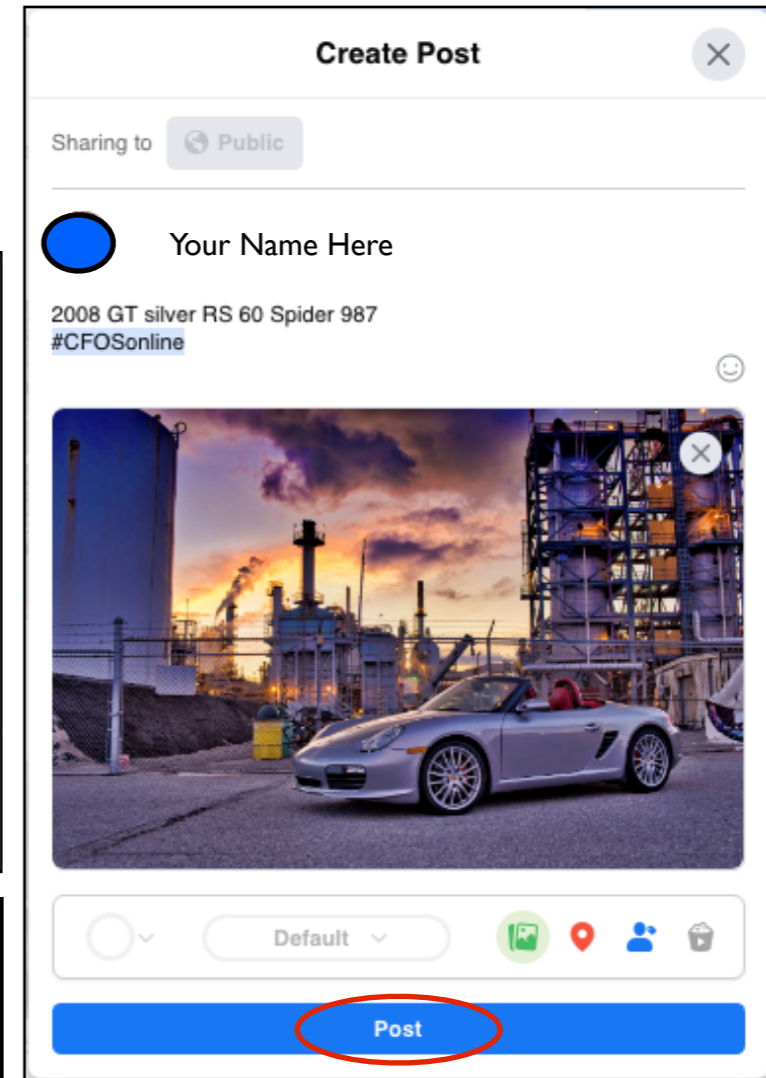 Create Post
Sharing to Public
Your Name Here
2008 GT silver RS 60 Spider 987
#CFOSonline
Default
Post